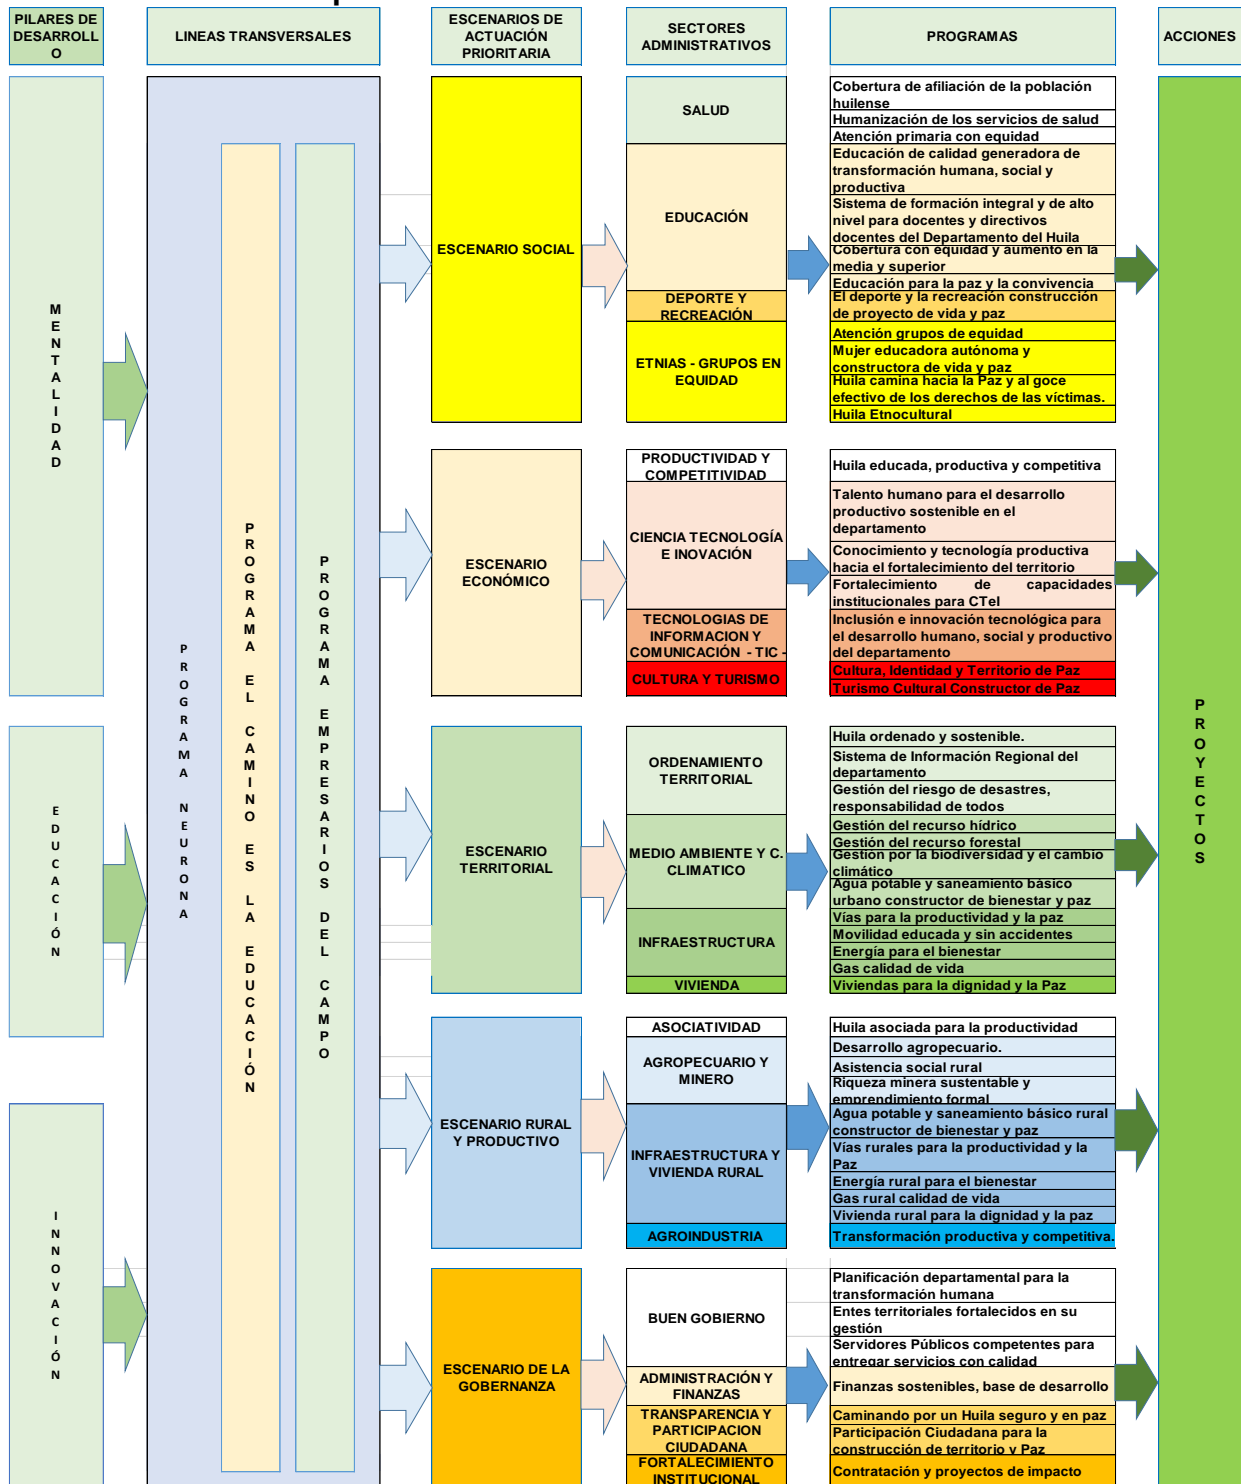 PILARES DE
DESARROLL
O
LINEAS TRANSVERSALES
ESCENARIOS DE
ACTUACIÓN
PRIORITARIA
SECTORES
ADMINISTRATIVOS
PROGRAMAS
ACCIONES
MENTALIDAD
EDUCACIÓN
INNOVACIÓN
PROGRAMA NEURONA
PROGRAMA EL CAMINO ES LA EDUCACIÓN
PROGRAMA EMPRESARIOS DEL CAMPO
ESCENARIO SOCIAL
SALUD
Cobertura de afiliación de la población
huilense
Humanización de los servicios de salud
Atención primaria con equidad
EDUCACIÓN
Educación de calidad generadora de
transformación humana, social y
productiva
Sistema de formación integral y de alto
nivel para docentes y directivos
docentes del Departamento del Huila
Cobertura con equidad y aumento en la
media y superior
Educación para la paz y la convivencia
DEPORTE Y
RECREACIÓN
El deporte y la recreación construcción
de proyecto de vida y paz
ETNIAS - GRUPOS EN
EQUIDAD
Atención grupos de equidad
Mujer educadora autónoma y
constructora de vida y paz
Huila camina hacia la Paz y al goce
efectivo de los derechos de las víctimas.
Huila Etnocultural
ESCENARIO
ECONÓMICO
PRODUCTIVIDAD Y
COMPETITIVIDAD
Huila educada, productiva y competitiva
CIENCIA TECNOLOGÍA
E INOVACIÓN
Talento humano para el desarrollo
productivo sostenible en el
departamento
Conocimiento y tecnología productiva
hacia el fortalecimiento del territorio
Fortalecimiento de capacidades
institucionales para CTeI
TECNOLOGIAS DE
INFORMACION Y
COMUNICACIÓN - TIC -
Inclusión e innovación tecnológica para
el desarrollo humano, social y productivo
del departamento
CULTURA Y TURISMO
Cultura, Identidad y Territorio de Paz
Turismo Cultural Constructor de Paz
ESCENARIO
TERRITORIAL
ORDENAMIENTO
TERRITORIAL
Huila ordenado y sostenible.
Sistema de Información Regional del
departamento
Gestión del riesgo de desastres,
responsabilidad de todos
MEDIO AMBIENTE Y C.
CLIMATICO
Gestión del recurso hídrico
Gestión del recurso forestal
Gestión por la biodiversidad y el cambio
climático
Agua potable y saneamiento básico
urbano constructor de bienestar y paz
INFRAESTRUCTURA
Vías para la productividad y la paz
Movilidad educada y sin accidentes
Energía para el bienestar
Gas calidad de vida
VIVIENDA
Viviendas para la dignidad y la Paz
ESCENARIO RURAL
Y PRODUCTIVO
ASOCIATIVIDAD
Huila asociada para la productividad
AGROPECUARIO Y
MINERO
Desarrollo agropecuario.
Asistencia social rural
Riqueza minera sustentable y
emprendimiento formal
INFRAESTRUCTURA Y
VIVIENDA RURAL
Agua potable y saneamiento básico rural
constructor de bienestar y paz
Vías rurales para la productividad y la
Paz
Energía rural para el bienestar
Gas rural calidad de vida
Vivienda rural para la dignidad y la paz
AGROINDUSTRIA
Transformación productiva y competitiva.
ESCENARIO DE LA
GOBERNANZA
BUEN GOBIERNO
Planificación departamental para la
transformación humana
Entes territoriales fortalecidos en su
gestión
Servidores Públicos competentes para
entregar servicios con calidad
ADMINISTRACIÓN Y
FINANZAS
Finanzas sostenibles, base de desarrollo
TRANSPARENCIA Y
PARTICIPACION
CIUDADANA
Caminando por un Huila seguro y en paz
Participación Ciudadana para la
construcción de territorio y Paz
FORTALECIMIENTO
INSTITUCIONAL
Contratación y proyectos de impacto
PROYECTOS